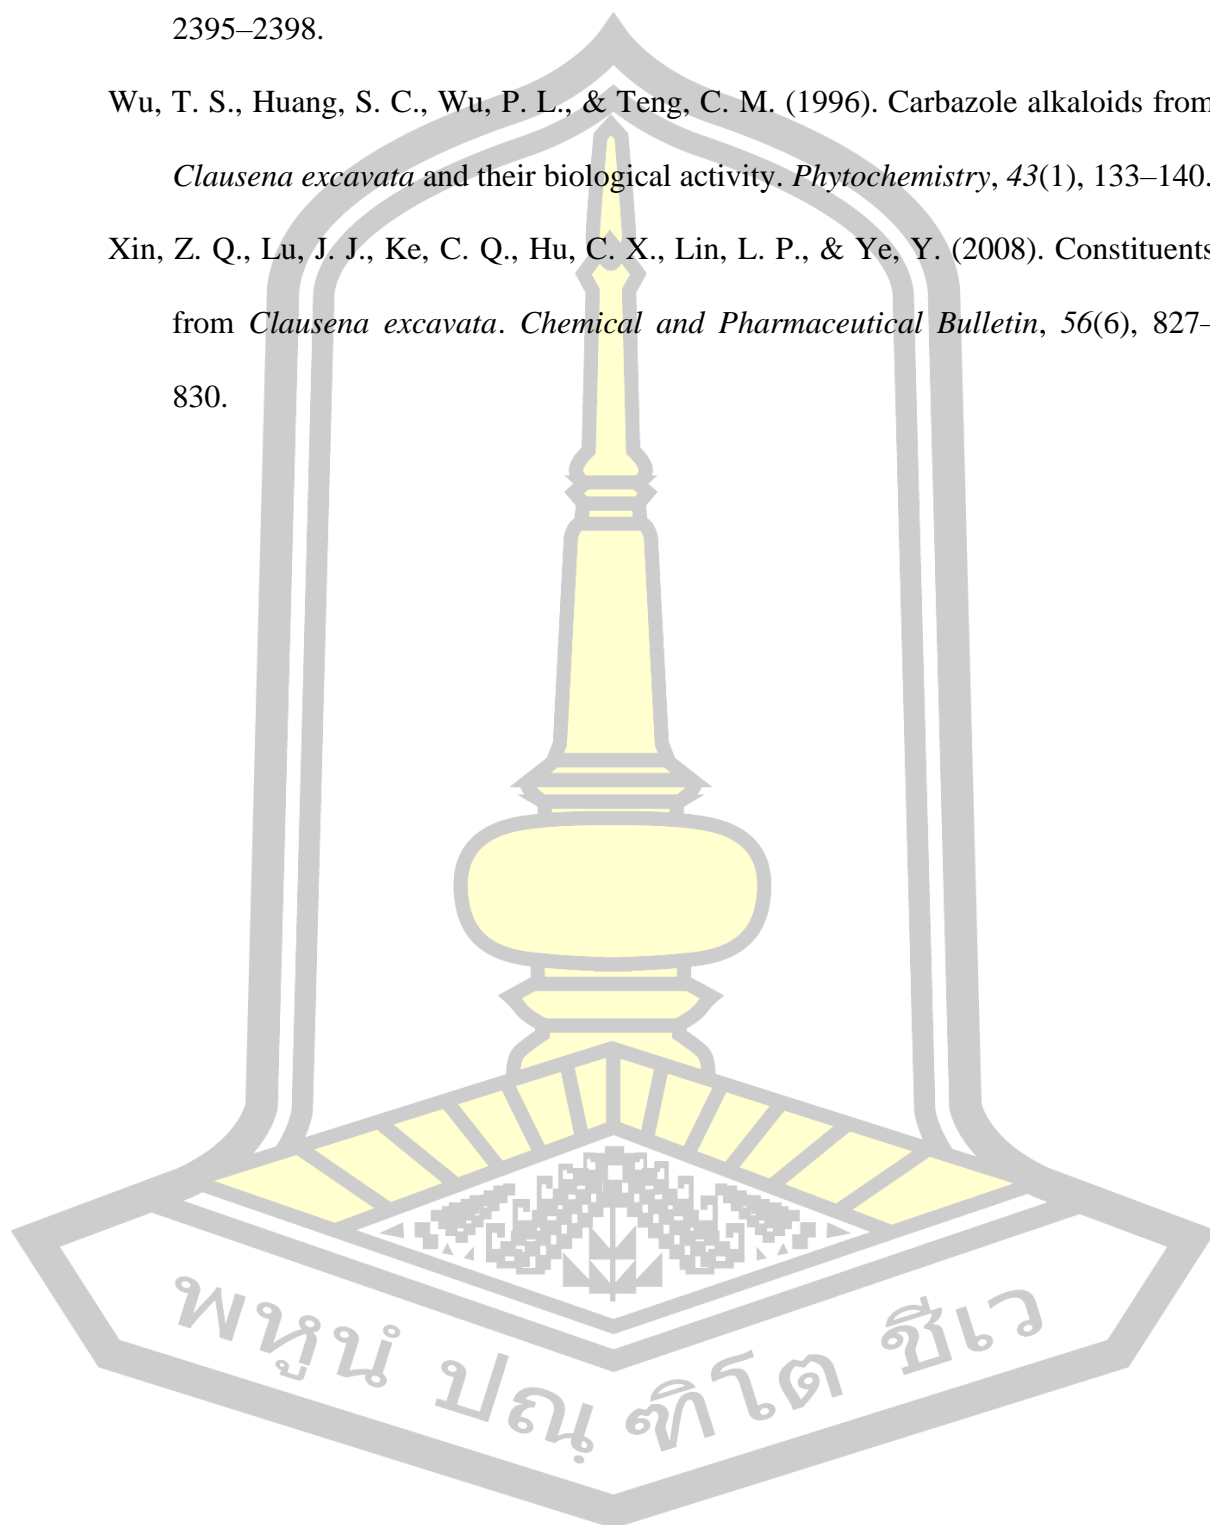 2395–2398.
Wu, T. S., Huang, S. C., Wu, P. L., & Teng, C. M. (1996). Carbazole alkaloids from
Clausena excavata and their biological activity. Phytochemistry, 43(1), 133–140.
Xin, Z. Q., Lu, J. J., Ke, C. Q., Hu, C. X., Lin, L. P., & Ye, Y. (2008). Constituents
from Clausena excavata. Chemical and Pharmaceutical Bulletin, 56(6), 827–
830.
พหูนํ ปณฺ ฑิโต ชีเว